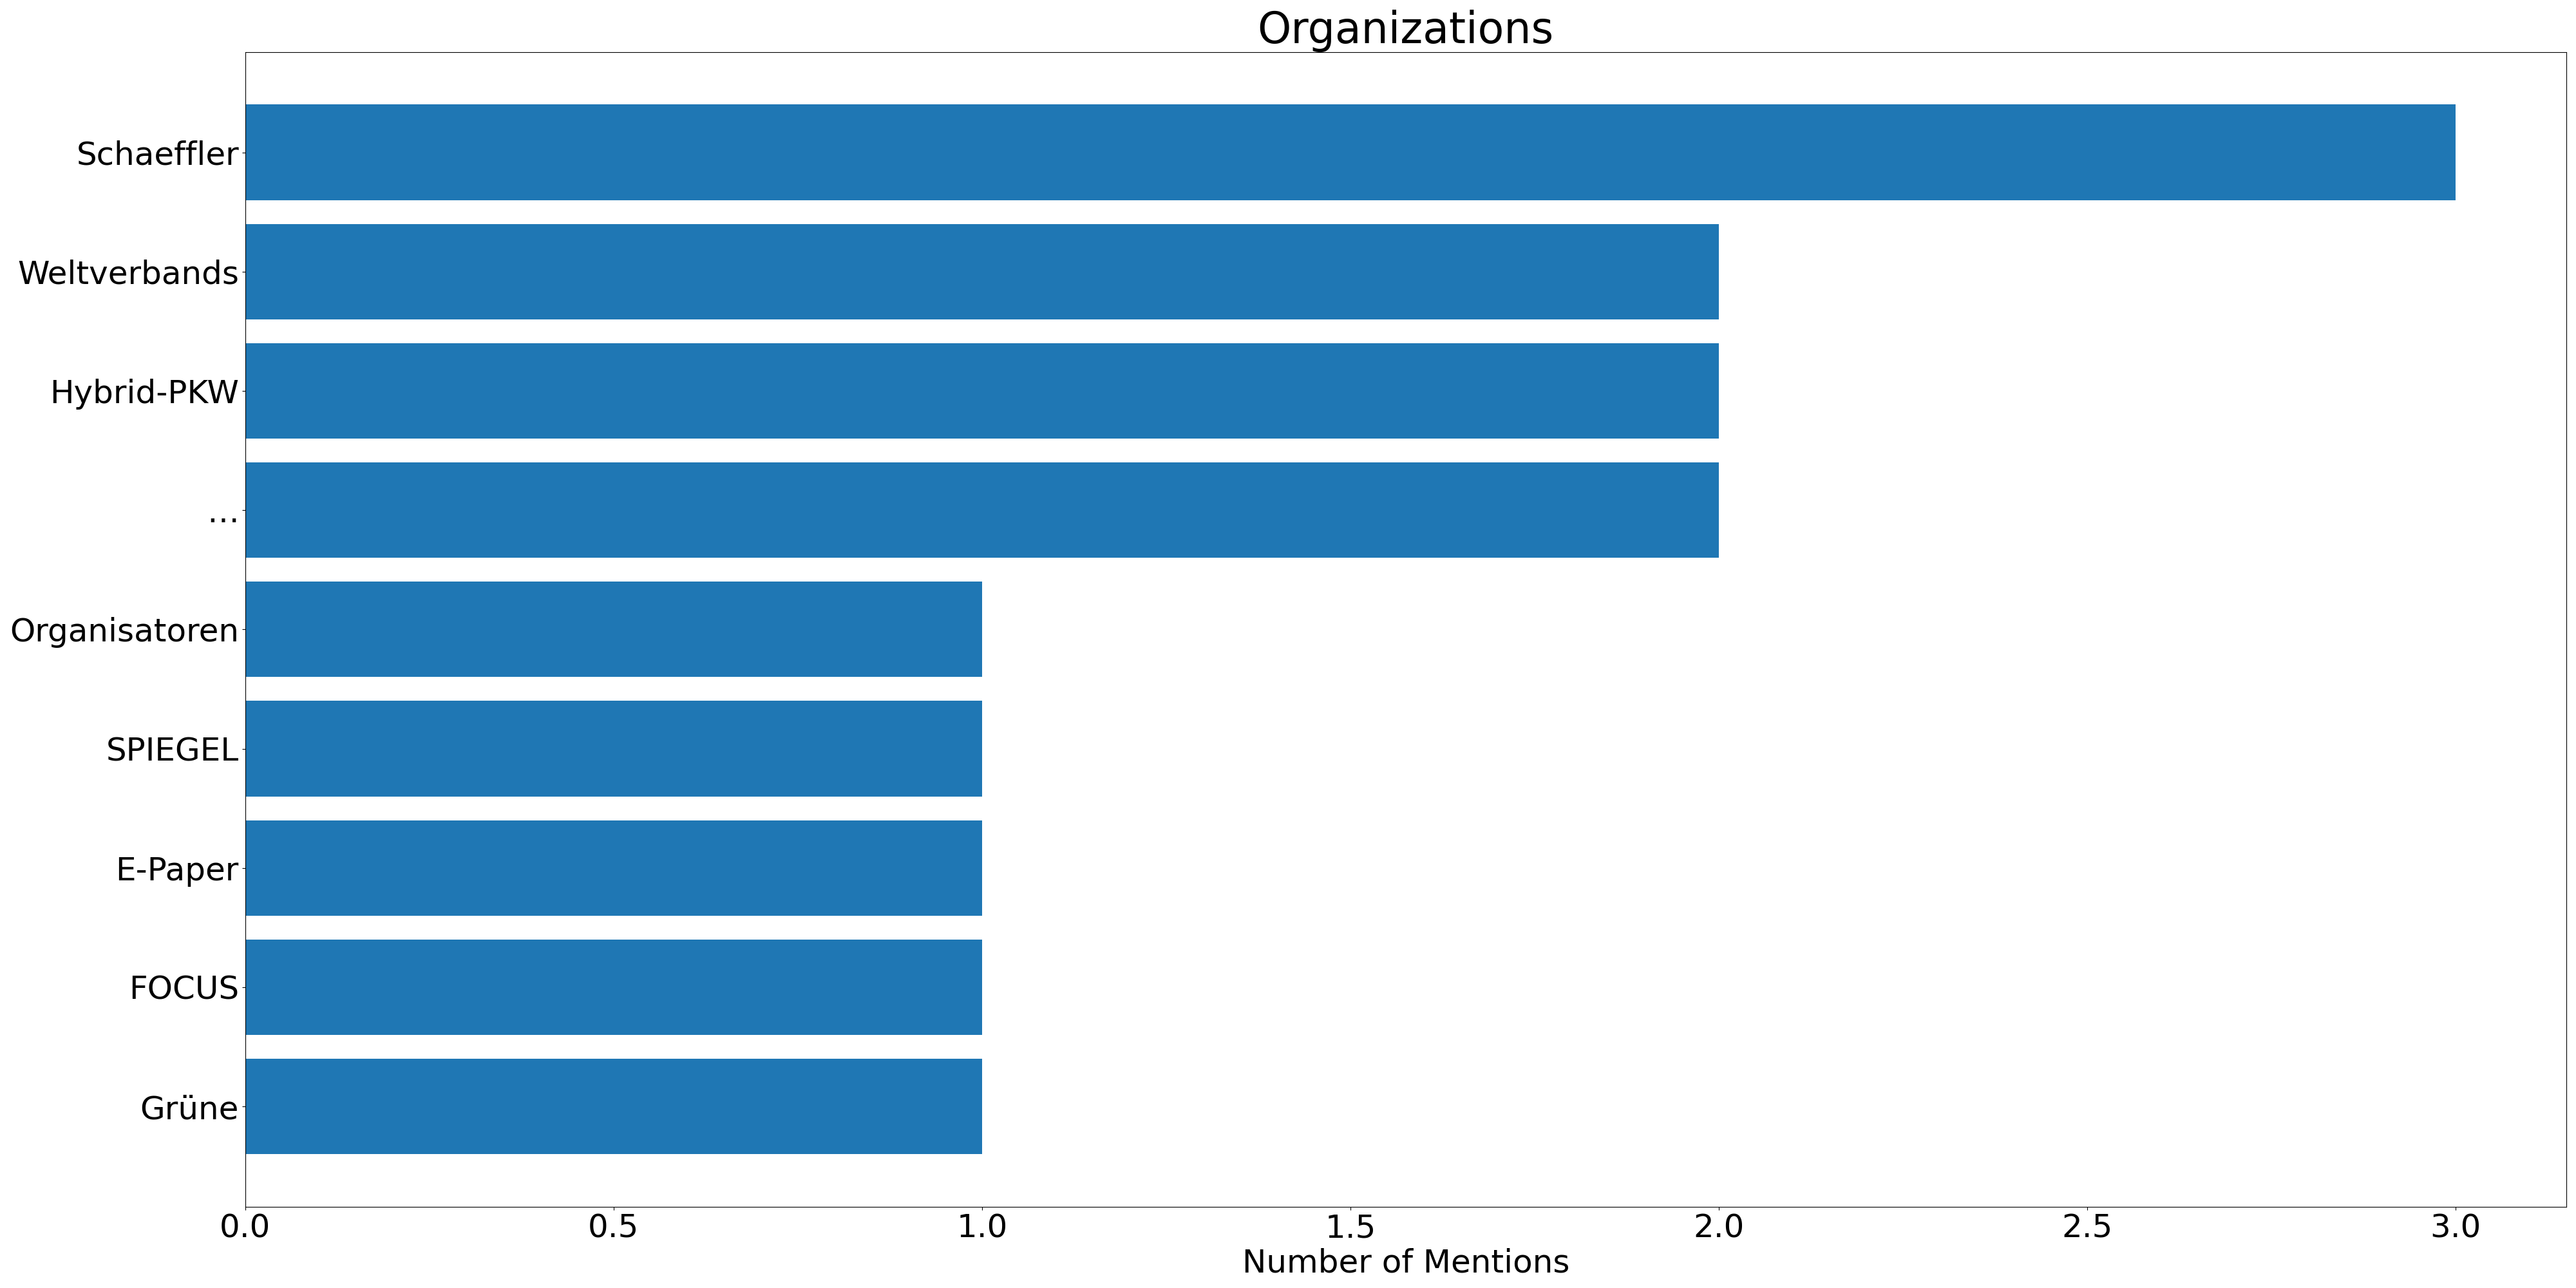 Organizations
Schaeffler
Weltverbands
Hybrid-PKW
...
Organisatoren
SPIEGEL
E-Paper
FOCUS
Grüne
0.0 0.5 1.0 1.5 2.0 2.5 3.0
Number of Mentions